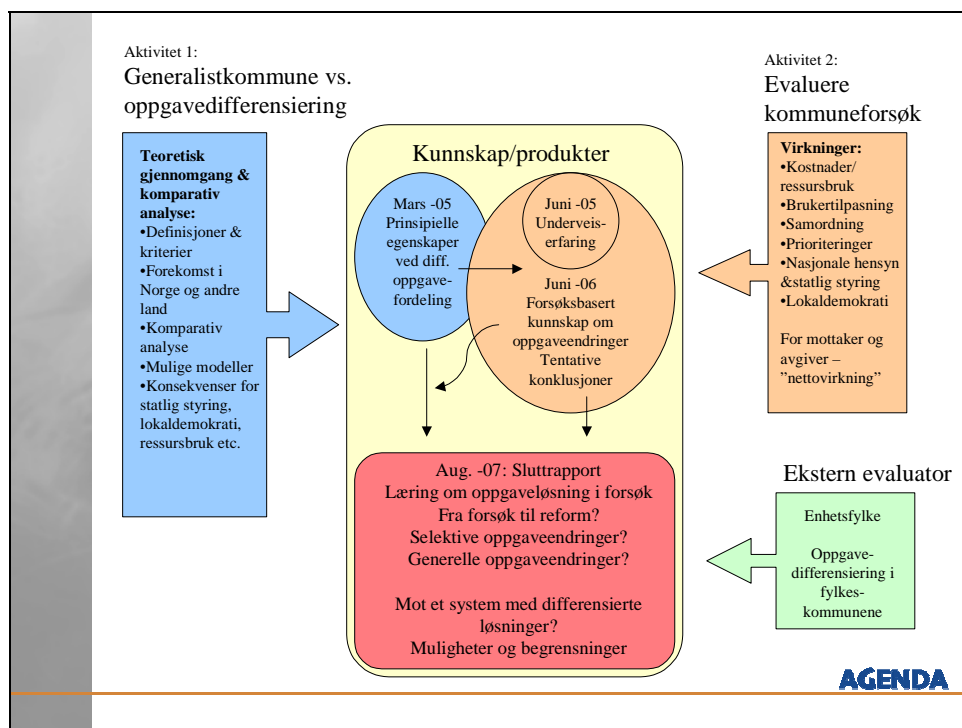 Aktivitet 1:
Generalistkommune vs.
oppgavedifferensiering
Teoretisk
gjennomgang &
komparativ
analyse:
•Definisjoner &
kriterier
•Forekomst i
Norge og andre
land
•Komparativ
analyse
•Mulige modeller
•Konsekvenser for
statlig styring,
lokaldemokrati,
ressursbruk etc.
Kunnskap/produkter
Mars -05
Prinsipielle
egenskaper
ved diff.
oppgave-
fordeling
Juni -05
Underveis-
erfaring
Juni -06
Forsøksbasert
kunnskap om
oppgaveendringer
Tentative
konklusjoner
Aug. -07: Sluttrapport
Læring om oppgaveløsning i forsøk
Fra forsøk til reform?
Selektive oppgaveendringer?
Generelle oppgaveendringer?
Mot et system med differensierte
løsninger?
Muligheter og begrensninger
Aktivitet 2:
Evaluere
kommuneforsøk
Virkninger:
•Kostnader/
ressursbruk
•Brukertilpasning
•Samordning
•Prioriteringer
•Nasjonale hensyn
&statlig styring
•Lokaldemokrati
For mottaker og
avgiver –
”nettovirkning”
Ekstern evaluator
Enhetsfylke
Oppgave-
differensiering i
fylkes-
kommunene
AGENDA